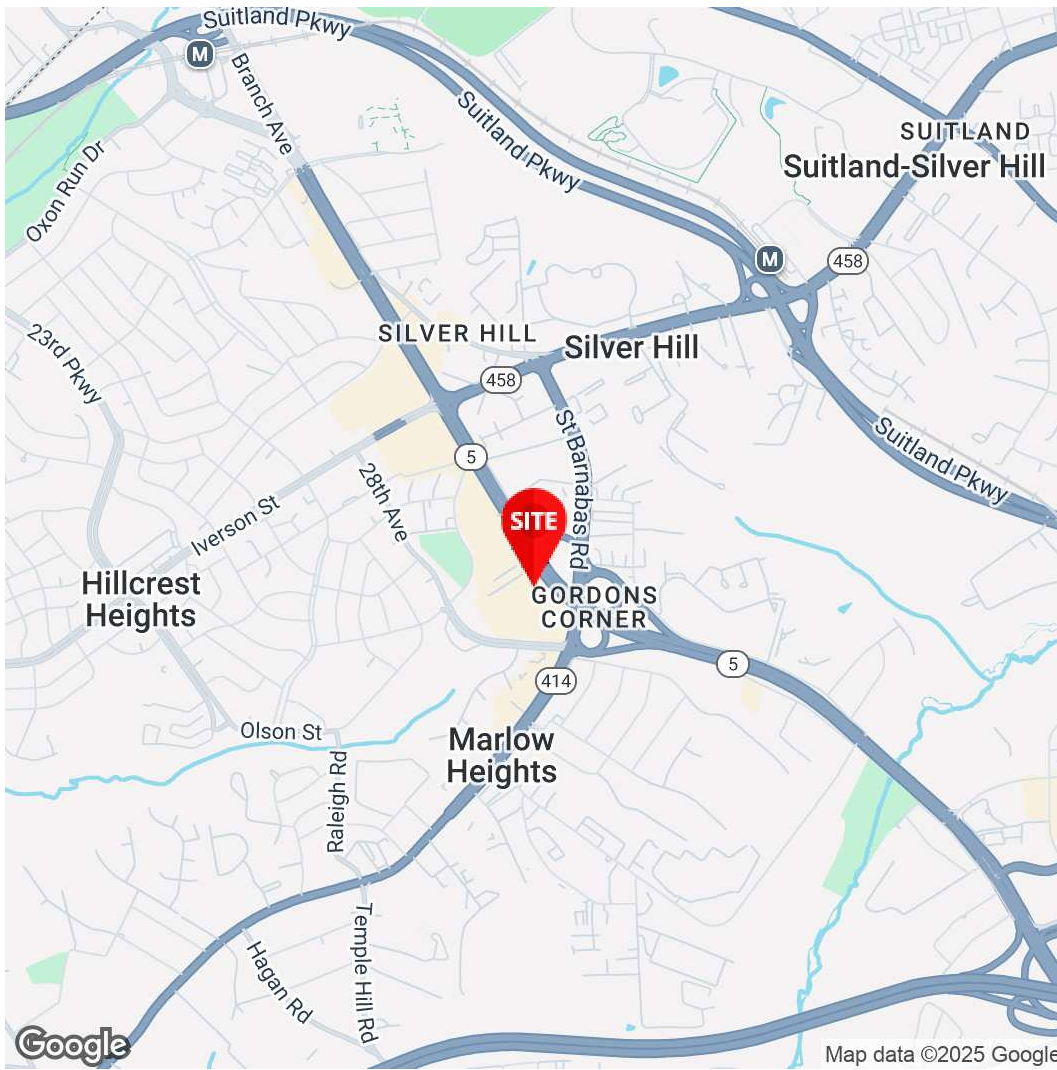 Suitland Pkwy
M
Branch Ave
Suitland Pkwy
SUITLAND
Suitland-Silver Hill
Oxon Run Dr
M
458
23rd Pkwy
SILVER HILL
Silver Hill
458
St Barnabas Rd
5
Suitland Pkwy
28th Ave
Iverson St
SITE
Hillcrest
Heights
GORDONS
CORNER
5
414
Olson St
Marlow
Heights
Raleigh Rd
Temple Hill Rd
Hagan Rd
Google
Map data ©2025 Google